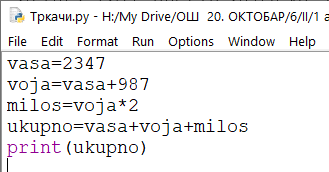 Тркачи.py - H:/My Drive/ОШ 20. ОКТОБАР/6/II/1 а
File Edit Format Run Options Window Help
vasa=2347
voja=vasa+987
milos=voja*2
ukupno=vasa+voja+milos
print(ukupno)